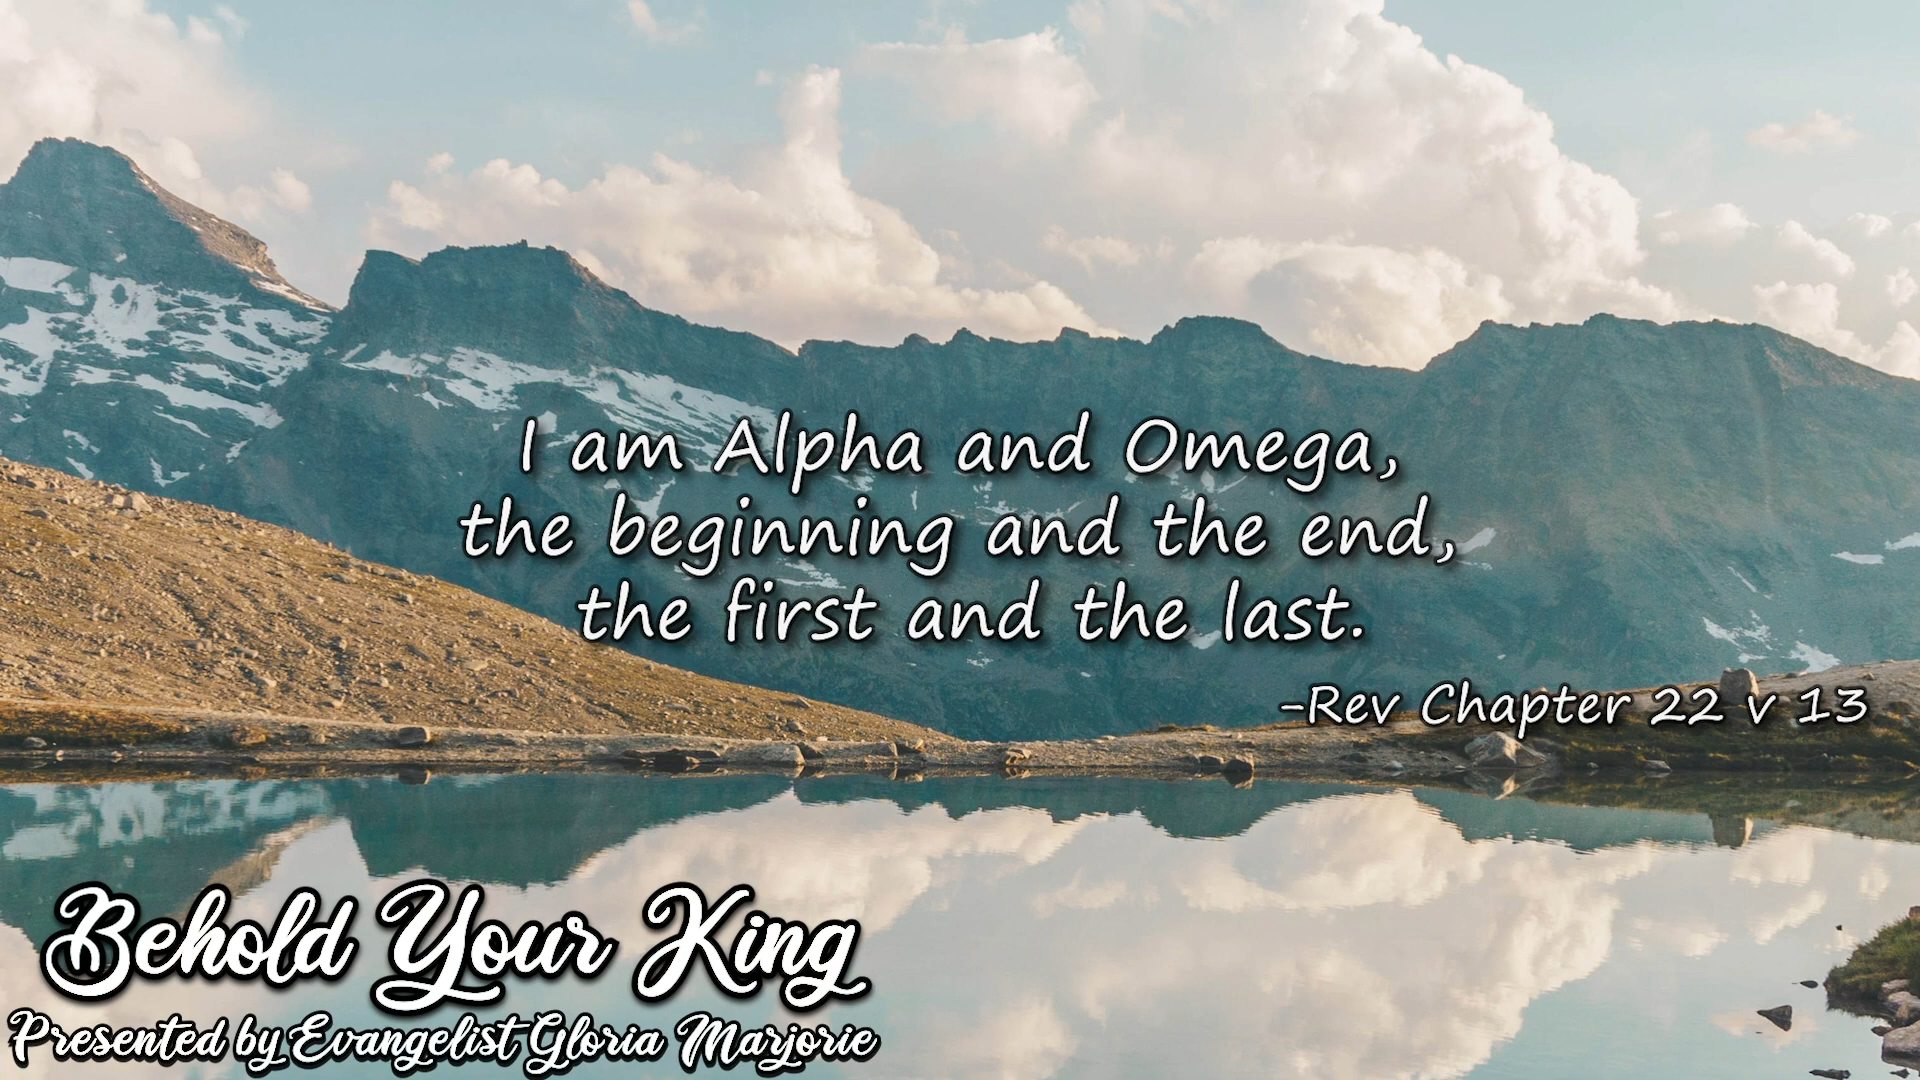 I am Alpha and Omega,
the beginning and the end,
the first and the last.
-Rev Chapter 22 v 13
Behold Your King
Presented by Evangelist Gloria Marjorie